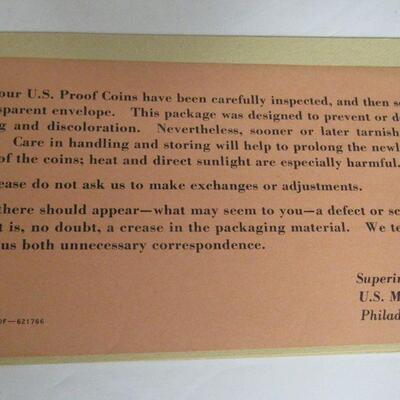 our U.S. Proof Coins have been carefully inspected, and then se
sparent envelope. This package was designed to prevent or de
ng and discoloration. Nevertheless, sooner or later tarnish
Care in handling and storing will help to prolong the newl
of the coins; heat and direct sunlight are especially harmful.
ease do not ask us to make exchanges or adjustments.
there should appear—what may seem to you—a defect or sc
t is, no doubt, a crease in the packaging material. We te
us both unnecessary correspondence.
Superin
U.S. M
Philad
OF—621766